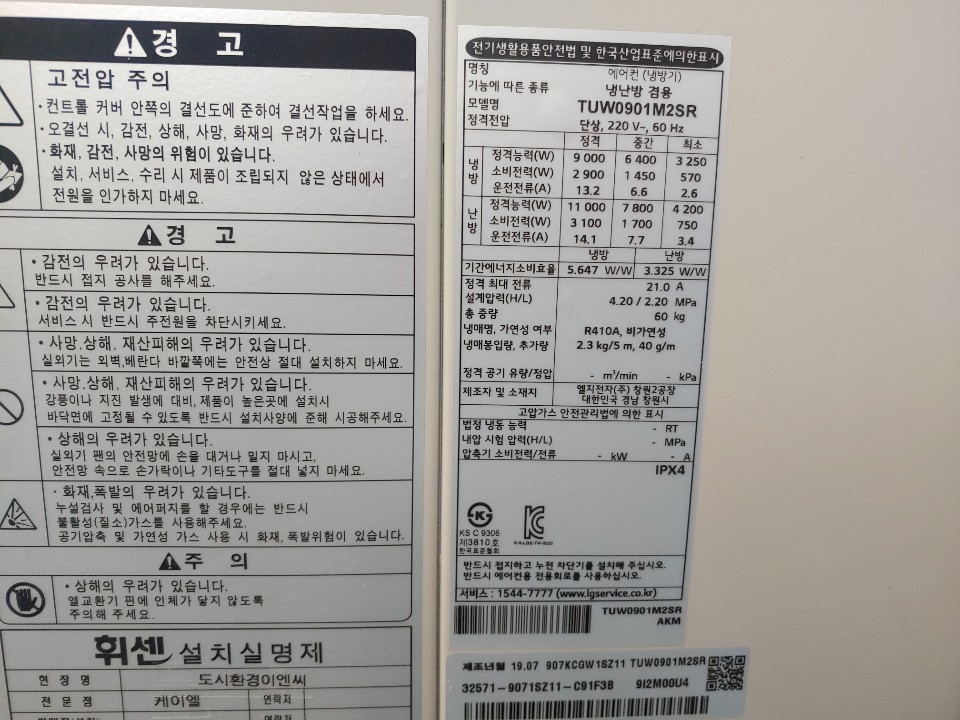 경 고
고전압 주의
·컨트롤 커버 안쪽의 결선도에 준하여 결선작업을 하세요.
·오결선 시, 감전, 상해, 사망, 화재의 우려가 있습니다.
·화재, 감전, 사망의 위험이 있습니다.
설치, 서비스, 수리 시 제품이 조립되지 않은 상태에서
전원을 인가하지 마세요.
경 고
·감전의 우려가 있습니다.
반드시 접지 공사를 해주세요.
·감전의 우려가 있습니다.
서비스 시 반드시 주전원을 차단시키세요.
·사망,상해, 재산피해의 우려가 있습니다.
실외기는 외벽,베란다 바깥쪽에는 안전상 절대 설치하지 마세요.
·사망,상해, 재산피해의 우려가 있습니다.
강풍이나 지진 발생에 대비, 제품이 높은곳에 설치시
바닥면에 고정될 수 있도록 반드시 설치사양에 준해 시공해주세요.
·상해의 우려가 있습니다.
실외기 팬의 안전망에 손을 대거나 밀지 마시고,
안전망 속으로 손가락이나 기타도구를 절대 넣지 마세요.
·화재,폭발의 우려가 있습니다.
누설검사 및 에어퍼지를 할 경우에는 반드시
불활성(질소)가스를 사용해주세요.
공기압축 및 가연성 가스 사용 시 화재, 폭발위험이 있습니다.
주 의
·상해의 우려가 있습니다.
열교환기 핀에 인체가 닿지 않도록
주의해 주세요.
휘센 설치실명제
현 장 명 도시환경이엔씨
전 문 점 케이엘 연락처
전기생활용품안전법 및 한국산업표준에의한표시
명칭 에어컨 (냉방기)
기능에 따른 종류 냉난방 겸용
모델명 TUW0901M2SR
정격전압 단상, 220 V~, 60 Hz
정격 중간 최소
냉방 정격능력(W) 9 000 6 400 3 250
소비전력(W) 2 900 1 450 570
운전전류(A) 13.2 6.6 2.6
난방 정격능력(W) 11 000 7 800 4 200
소비전력(W) 3 100 1 700 750
운전전류(A) 14.1 7.7 3.4
냉방 난방
기간에너지소비효율 5.647 W/W 3.325 W/W
정격 최대 전류 21.0 A
설계압력(H/L) 4.20 / 2.20 MPa
총 중량 60 kg
냉매명, 가연성 여부 R410A, 비가연성
냉매봉입량, 추가량 2.3 kg/5 m, 40 g/m
정격 공기 유량/정압 - m³/min - kPa
제조자 및 소재지 엘지전자(주) 창원2공장
대한민국 경남 창원시
고압가스 안전관리법에 의한 표시
법정 냉동 능력 - RT
내압 시험 압력(H/L) - MPa
압축기 소비전력/전류 - kW - A
IPX4
KS C 9306
제3810호
한국표준협회
반드시 접지하고 누전 차단기를 설치해 주십시오.
반드시 에어컨용 전용회로를 사용하십시오.
서비스 : 1544-7777 (www.lgservice.co.kr)
TUW0901M2SR
AKM
제조년월 19.07 907KCGW1SZ11 TUW0901M2SR
32571-9071SZ11-C91F3B 9I2M00U4